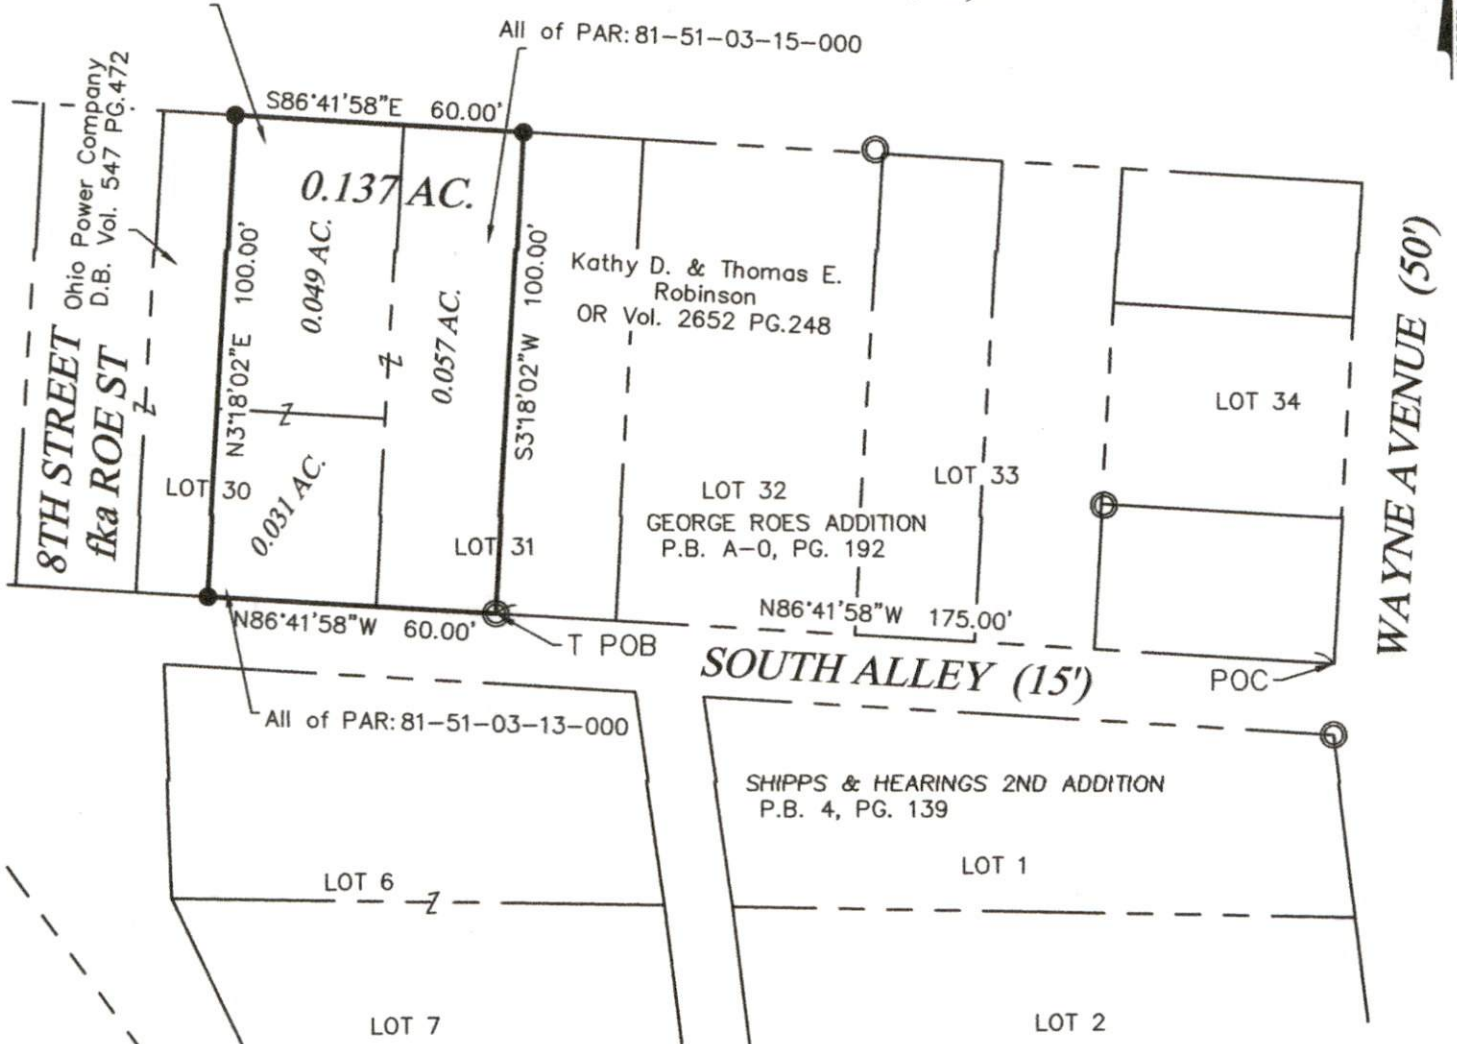 All of PAR: 81-51-03-15-000
S86°41'58"E 60.00'
Ohio Power Company
D.B. Vol. 547 PG.472
0.137 AC.
0.049 AC.
0.057 AC.
0.031 AC.
N3°18'02"E 100.00'
S3°18'02"W 100.00'
Kathy D. & Thomas E.
Robinson
OR Vol. 2652 PG.248
8TH STREET
fka ROE ST
WAYNE AVENUE (50')
LOT 34
LOT 33
LOT 30
LOT 31
LOT 32
GEORGE ROES ADDITION
P.B. A-0, PG. 192
N86°41'58"W 60.00'
N86°41'58"W 175.00'
T POB
SOUTH ALLEY (15')
POC
All of PAR: 81-51-03-13-000
SHIPPS & HEARINGS 2ND ADDITION
P.B. 4, PG. 139
LOT 6
LOT 1
LOT 7
LOT 2